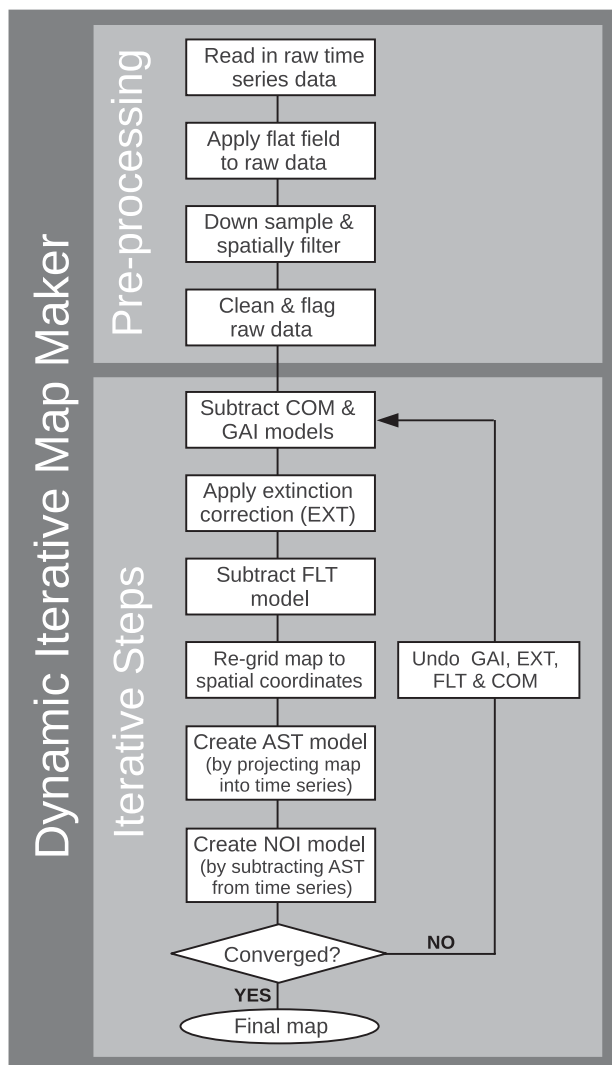 Dynamic Iterative Map Maker
Pre-processing
Read in raw time
series data
Apply flat field
to raw data
Down sample &
spatially filter
Clean & flag
raw data
Iterative Steps
Subtract COM &
GAI models
Apply extinction
correction (EXT)
Subtract FLT
model
Re-grid map to
spatial coordinates
Create AST model
(by projecting map
into time series)
Create NOI model
(by subtracting AST
from time series)
Converged?
NO
Undo GAI, EXT,
FLT & COM
YES
Final map